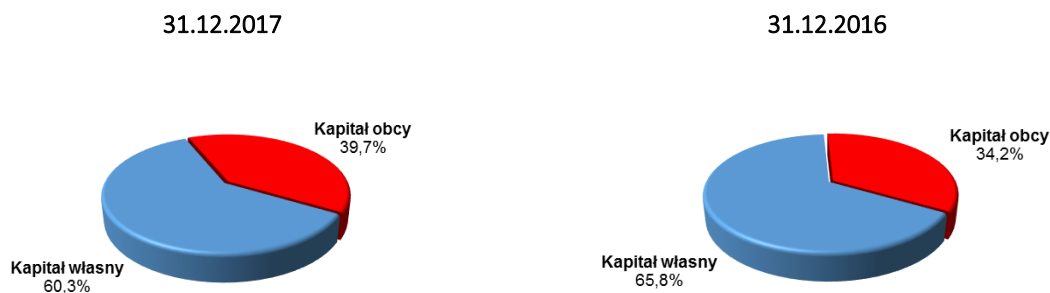 31.12.2017
Kapitał obcy
39,7%
Kapitał własny
60,3%
31.12.2016
Kapitał obcy
34,2%
Kapitał własny
65,8%